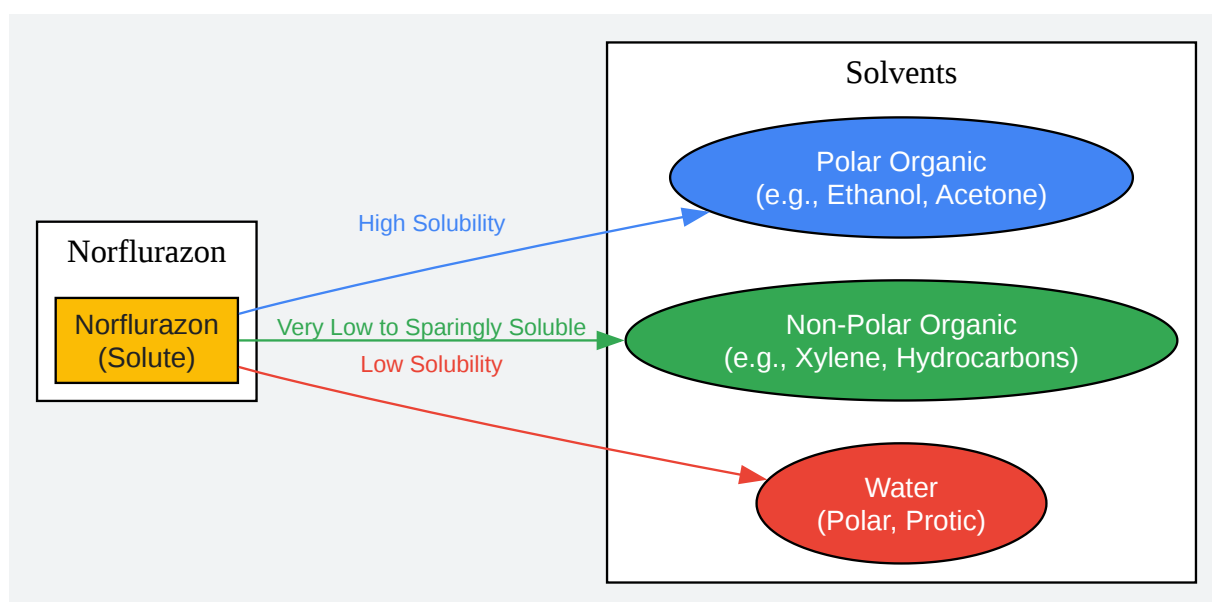 Norflurazon
Norflurazon
(Solute)
High Solubility
Very Low to Sparingly Soluble
Low Solubility
Solvents
Polar Organic
(e.g., Ethanol, Acetone)
Non-Polar Organic
(e.g., Xylene, Hydrocarbons)
Water
(Polar, Protic)